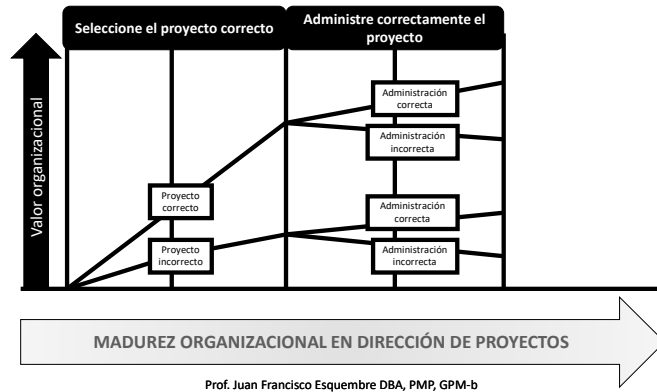 Seleccione el proyecto correcto
Administre correctamente el
proyecto
Valor organizacional
Administración
correcta
Administración
incorrecta
Proyecto
correcto
Administración
correcta
Proyecto
incorrecto
Administración
incorrecta
MADUREZ ORGANIZACIONAL EN DIRECCIÓN DE PROYECTOS
Prof. Juan Francisco Esquembre DBA, PMP, GPM-b